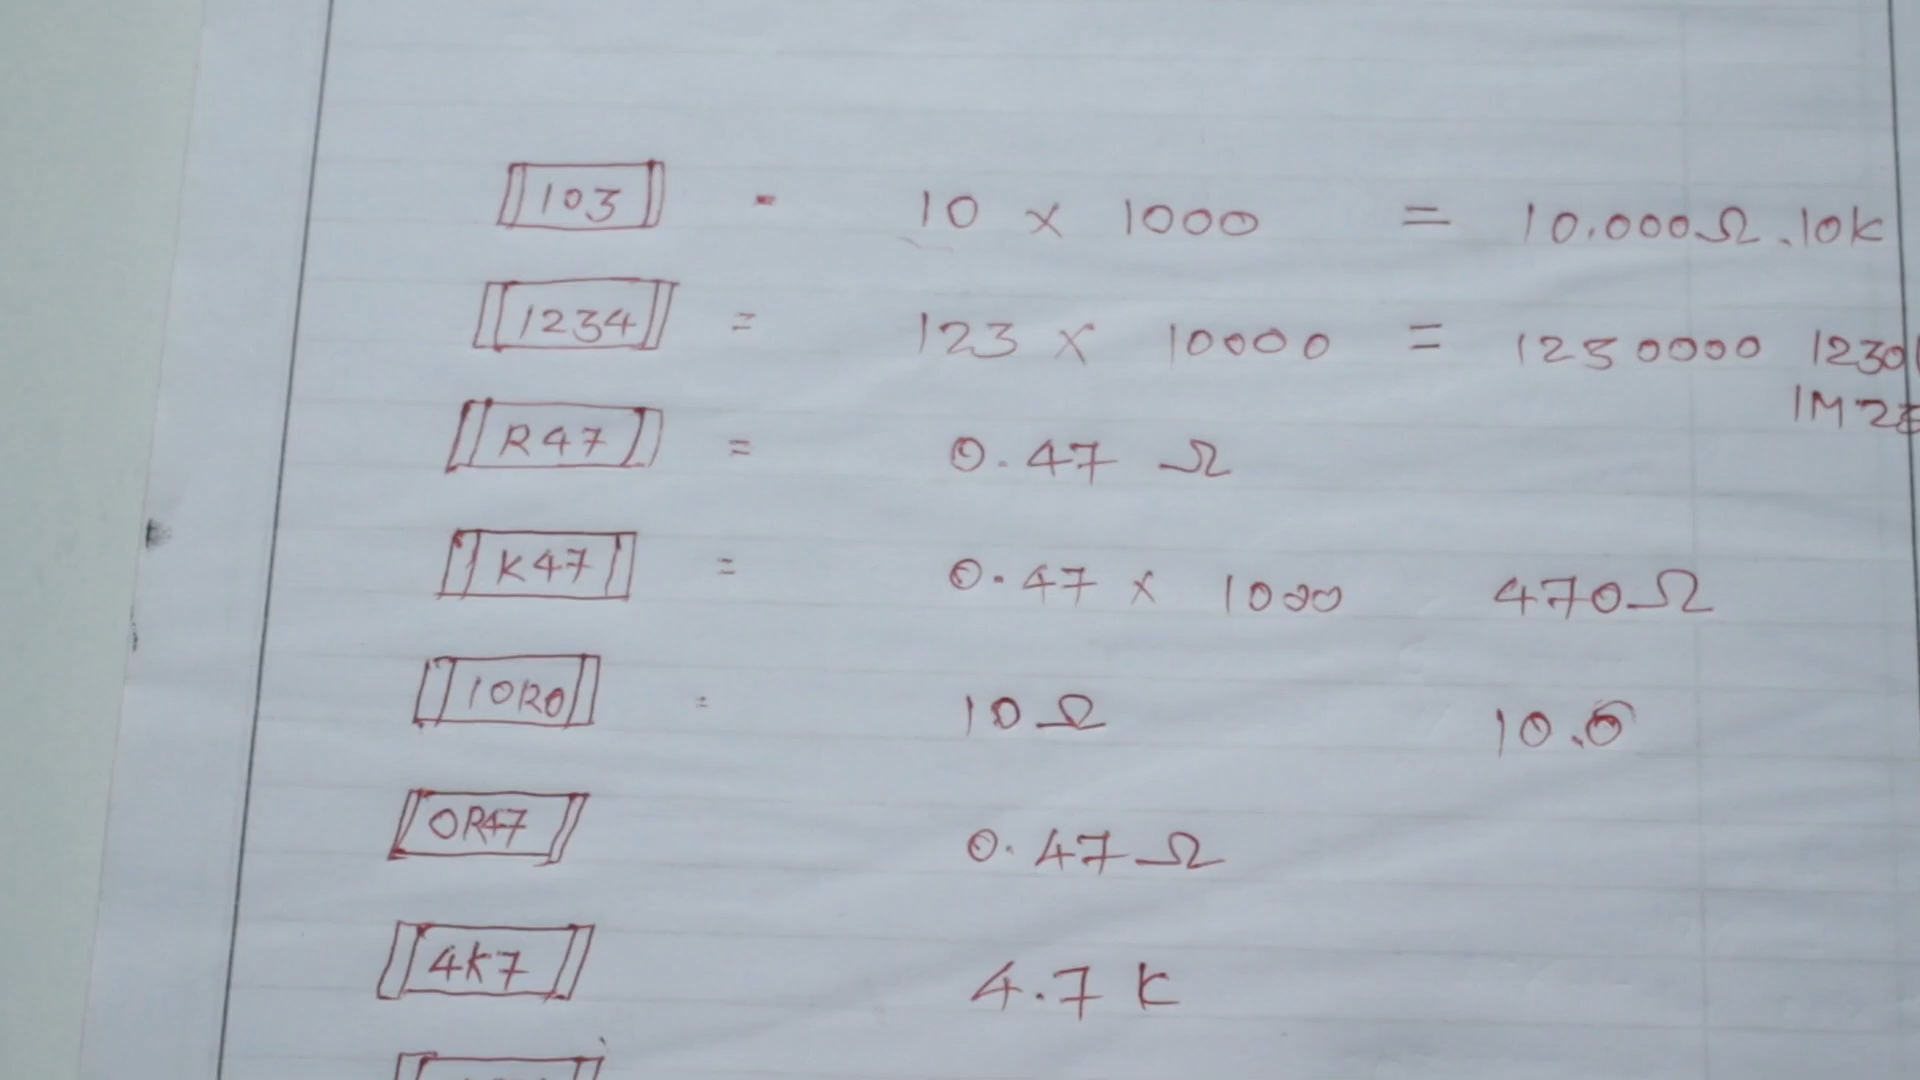 103 - 10 x 1000 = 10.000Ω .10k
1234 = 123 x 10000 = 1230000 1230
1M2
R47 = 0.47 Ω
K47 = 0.47 x 1000 470Ω
10R0 = 10Ω 10.0
0R47 0.47Ω
4K7 4.7 K